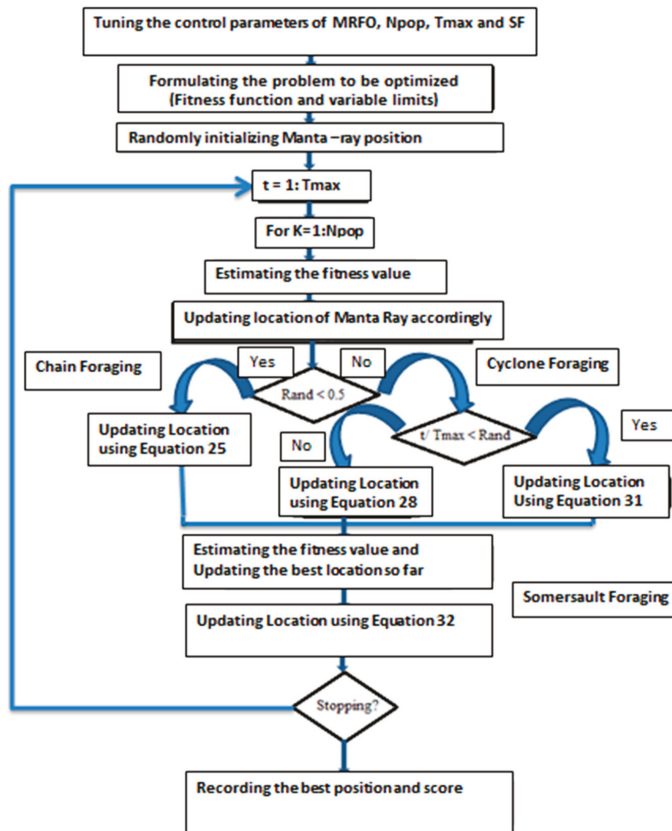 Tuning the control parameters of MRFO, Npop, Tmax and SF
Formulating the problem to be optimized
(Fitness function and variable limits)
Randomly initializing Manta –ray position
t = 1: Tmax
For K=1:Npop
Estimating the fitness value
Updating location of Manta Ray accordingly
Chain Foraging
Yes
No
Cyclone Foraging
Rand < 0.5
Updating Location
using Equation 25
No
t/ Tmax < Rand
Yes
Updating Location
using Equation 28
Updating Location
Using Equation 31
Estimating the fitness value and
Updating the best location so far
Somersault Foraging
Updating Location using Equation 32
Stopping?
Recording the best position and score